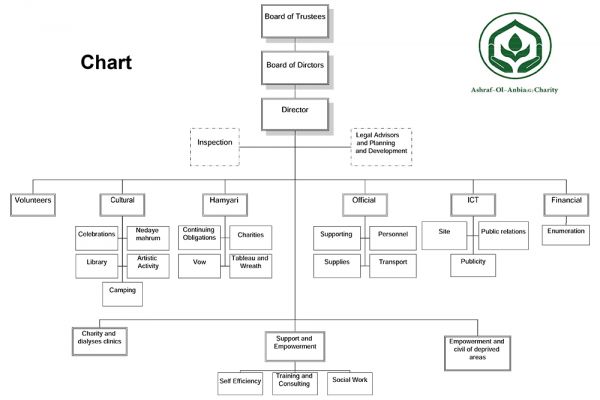 Board of Trustees
Chart
Board of Dirctors
Ashraf-Ol-Anbia Charity
Director
Inspection
Legal Advisors
and Planning
and Development
Volunteers
Cultural
Hamyari
Official
ICT
Financial
Celebrations
Nedaye
mahrum
Continuing
Obligations
Charities
Supporting
Personnel
Site
Public relations
Enumeration
Library
Artistic
Activity
Vow
Tableau and
Wreath
Supplies
Transport
Publicity
Camping
Charity and
dialyses clinics
Support and
Empowerment
Empowerment and
civil of deprived
areas
Self Efficiency
Training and
Consulting
Social Work